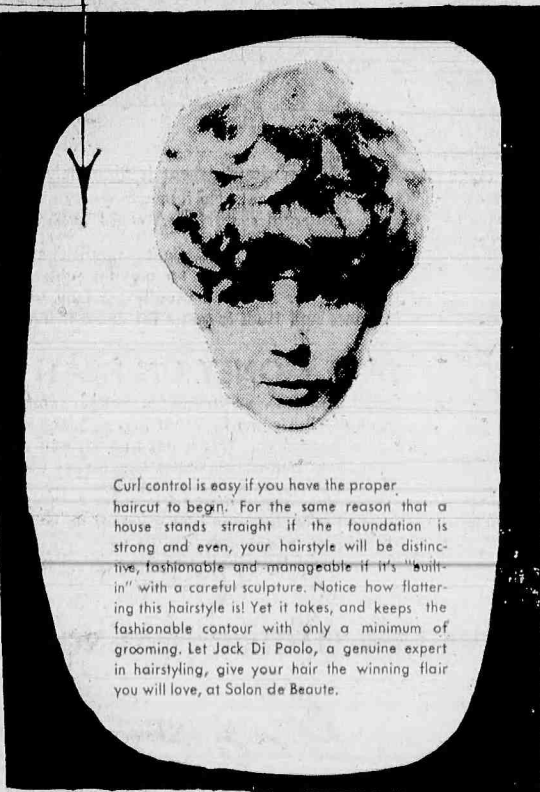 Curl control is easy if you have the proper
haircut to begin. For the same reason that a
house stands straight if the foundation is
strong and even, your hairstyle will be distinc-
tive, fashionable and manageable if it's "built-
in" with a careful sculpture. Notice how flatter-
ing this hairstyle is! Yet it takes, and keeps the
fashionable contour with only a minimum of
grooming. Let Jack Di Paolo, a genuine expert
in hairstyling, give your hair the winning flair
you will love, at Salon de Beaute.